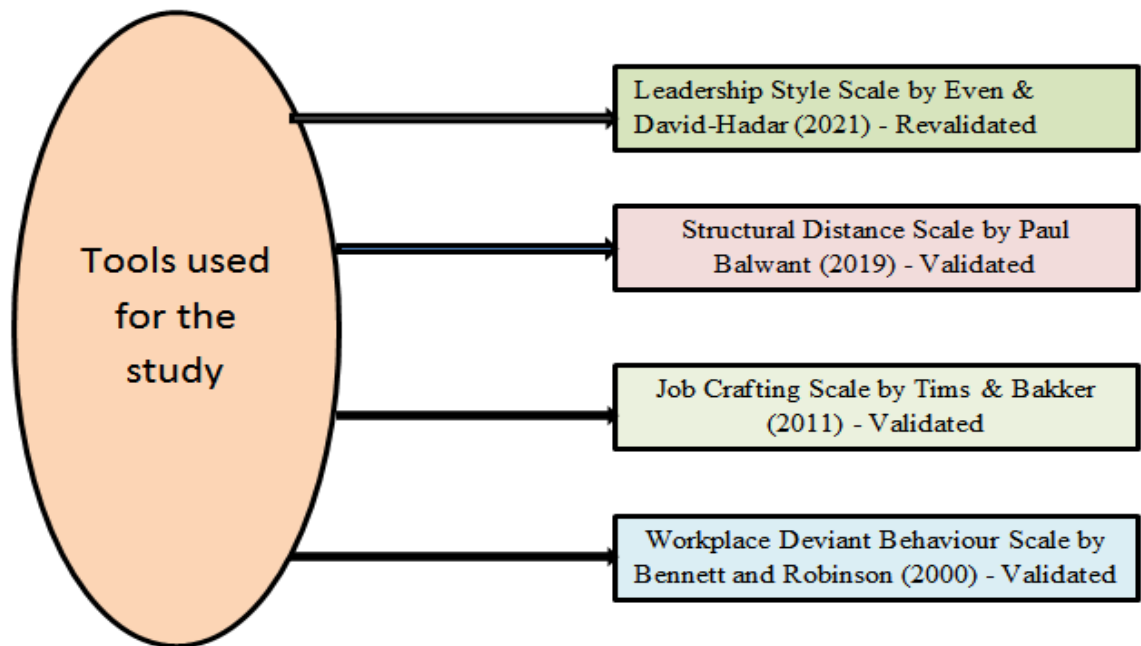 Tools used
for the
study
Leadership Style Scale by Even &
David-Hadar (2021) - Revalidated
Structural Distance Scale by Paul
Balwant (2019) - Validated
Job Crafting Scale by Tims & Bakker
(2011) - Validated
Workplace Deviant Behaviour Scale by
Bennett and Robinson (2000) - Validated